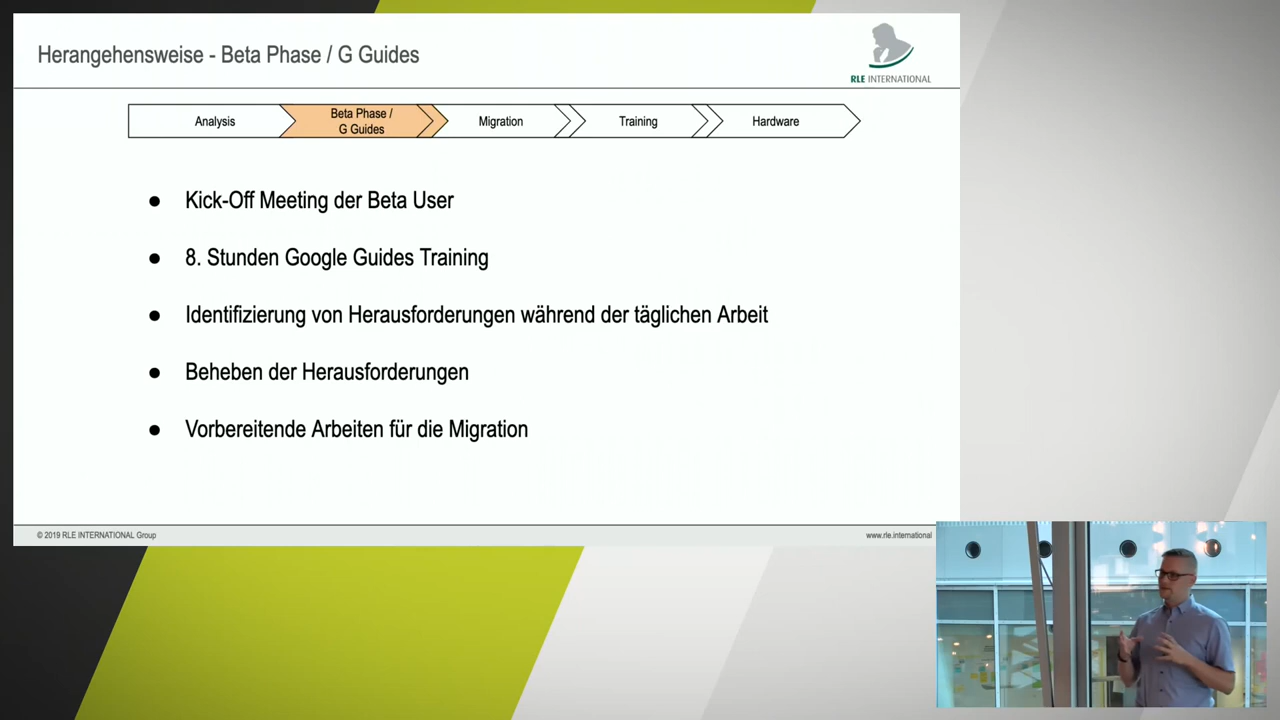 Herangehensweise - Beta Phase / G Guides
RLE INTERNATIONAL
Analysis
Beta Phase /
G Guides
Migration
Training
Hardware
● Kick-Off Meeting der Beta User
● 8. Stunden Google Guides Training
● Identifizierung von Herausforderungen während der täglichen Arbeit
● Beheben der Herausforderungen
● Vorbereitende Arbeiten für die Migration
© 2019 RLE INTERNATIONAL Group
www.rle.international